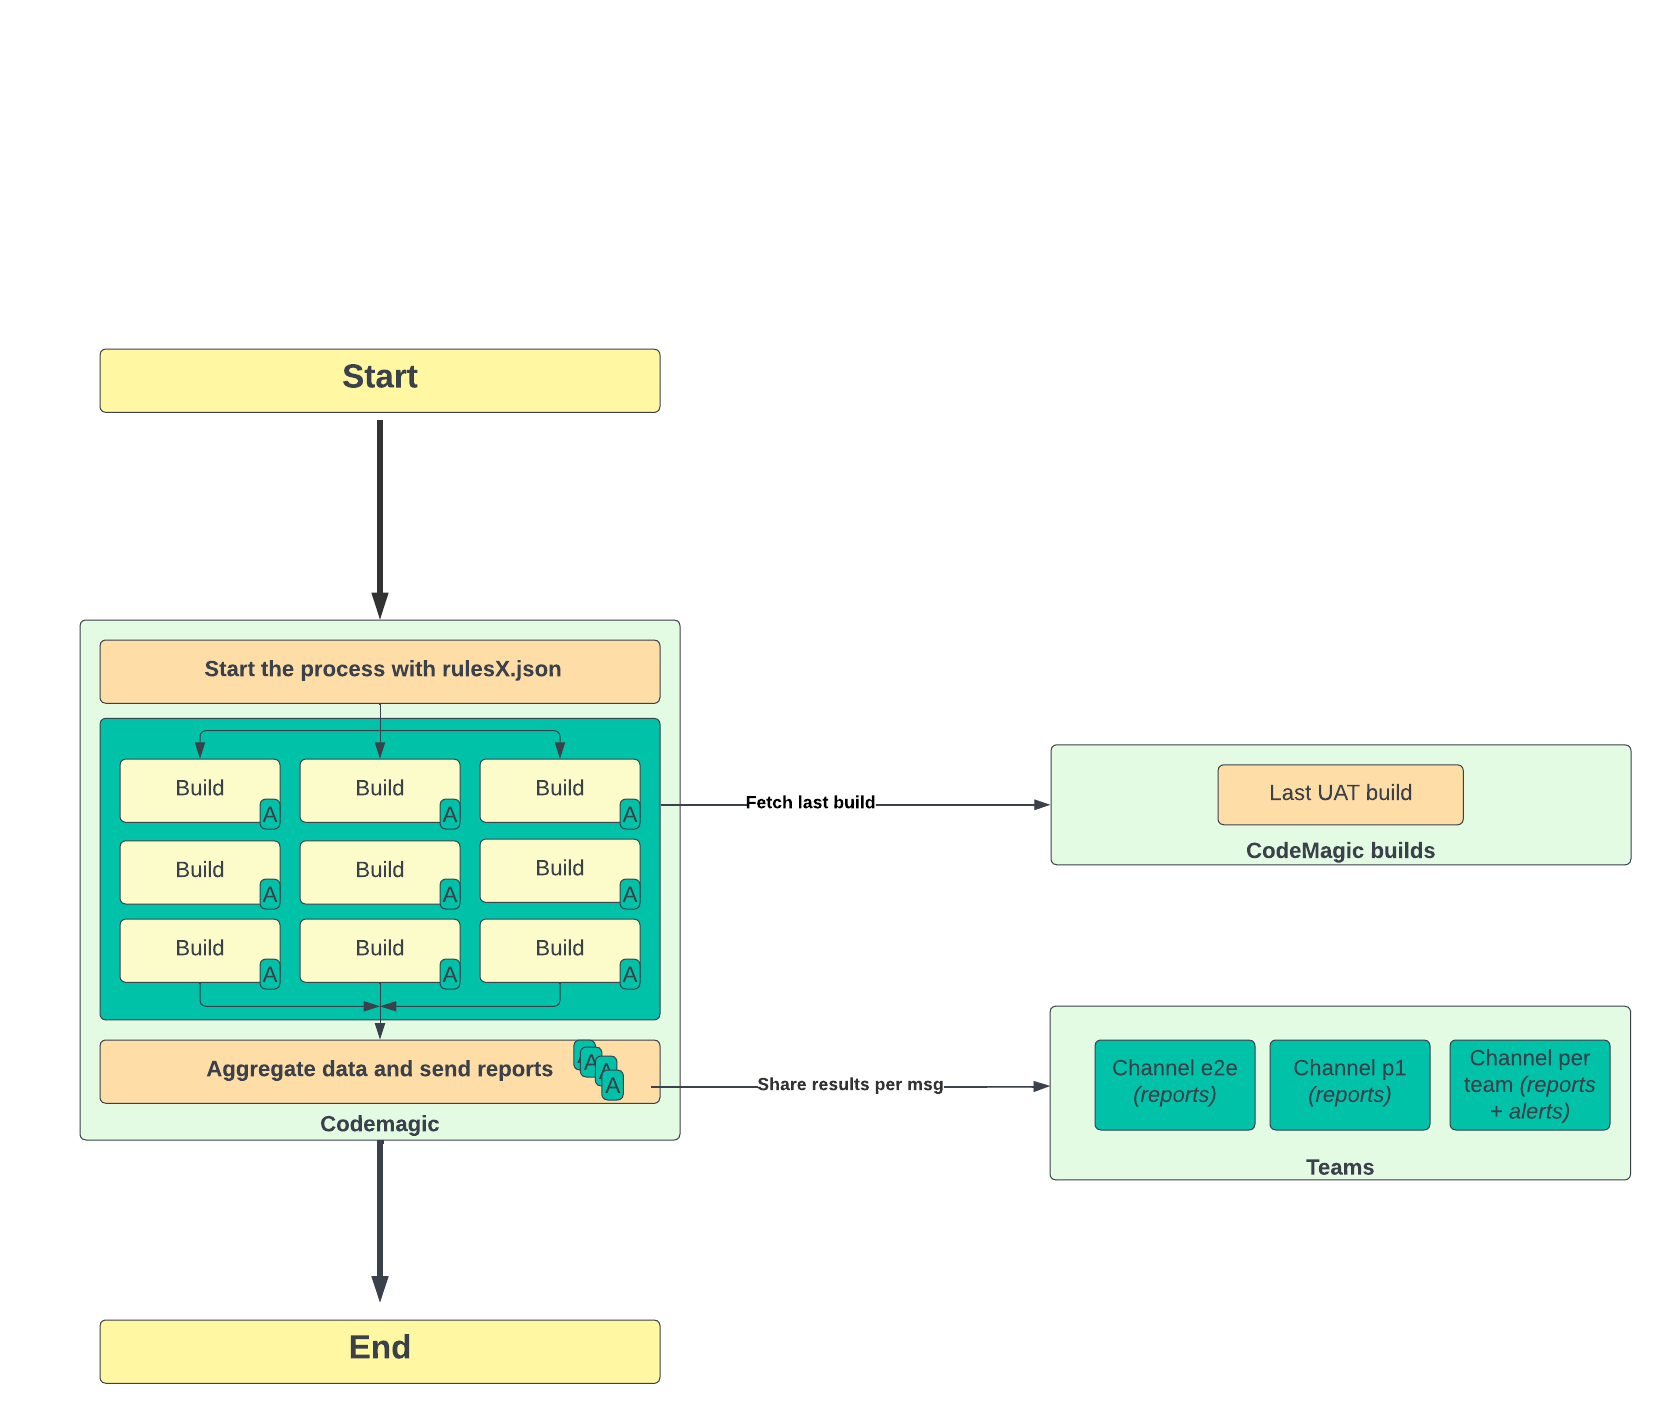 Start
Start the process with rulesX.json
Build
Build
Build
A
A
A
Build
Build
Build
A
A
A
Build
Build
Build
A
A
A
Aggregate data and send reports
A
A
A
A
Codemagic
End
Fetch last build
Last UAT build
CodeMagic builds
Share results per msg
Channel e2e
(reports)
Channel p1
(reports)
Channel per
team (reports
+ alerts)
Teams